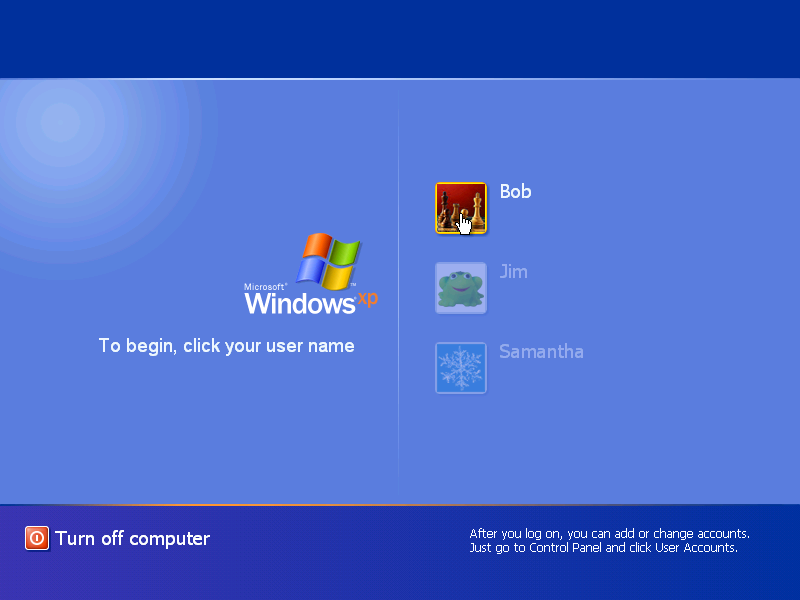 Microsoft®
Windows xp™
To begin, click your user name
Bob
Jim
Samantha
Turn off computer
After you log on, you can add or change accounts.
Just go to Control Panel and click User Accounts.